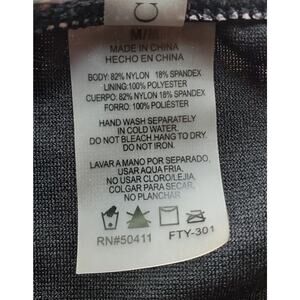 C
M/M
MADE IN CHINA
HECHO EN CHINA
BODY: 82% NYLON 18% SPANDEX
LINING:100% POLYESTER
CUERPO: 82% NYLON 18% SPANDEX
FORRO: 100% POLIÉSTER
HAND WASH SEPARATELY
IN COLD WATER.
DO NOT BLEACH.HANG TO DRY.
DO NOT IRON.
LAVAR A MANO POR SEPARADO,
USAR AQUA FRIA,
NO USAR CLORO/LEJIA,
COLGAR PARA SECAR,
NO PLANCHAR
RN#50411 FTY-301